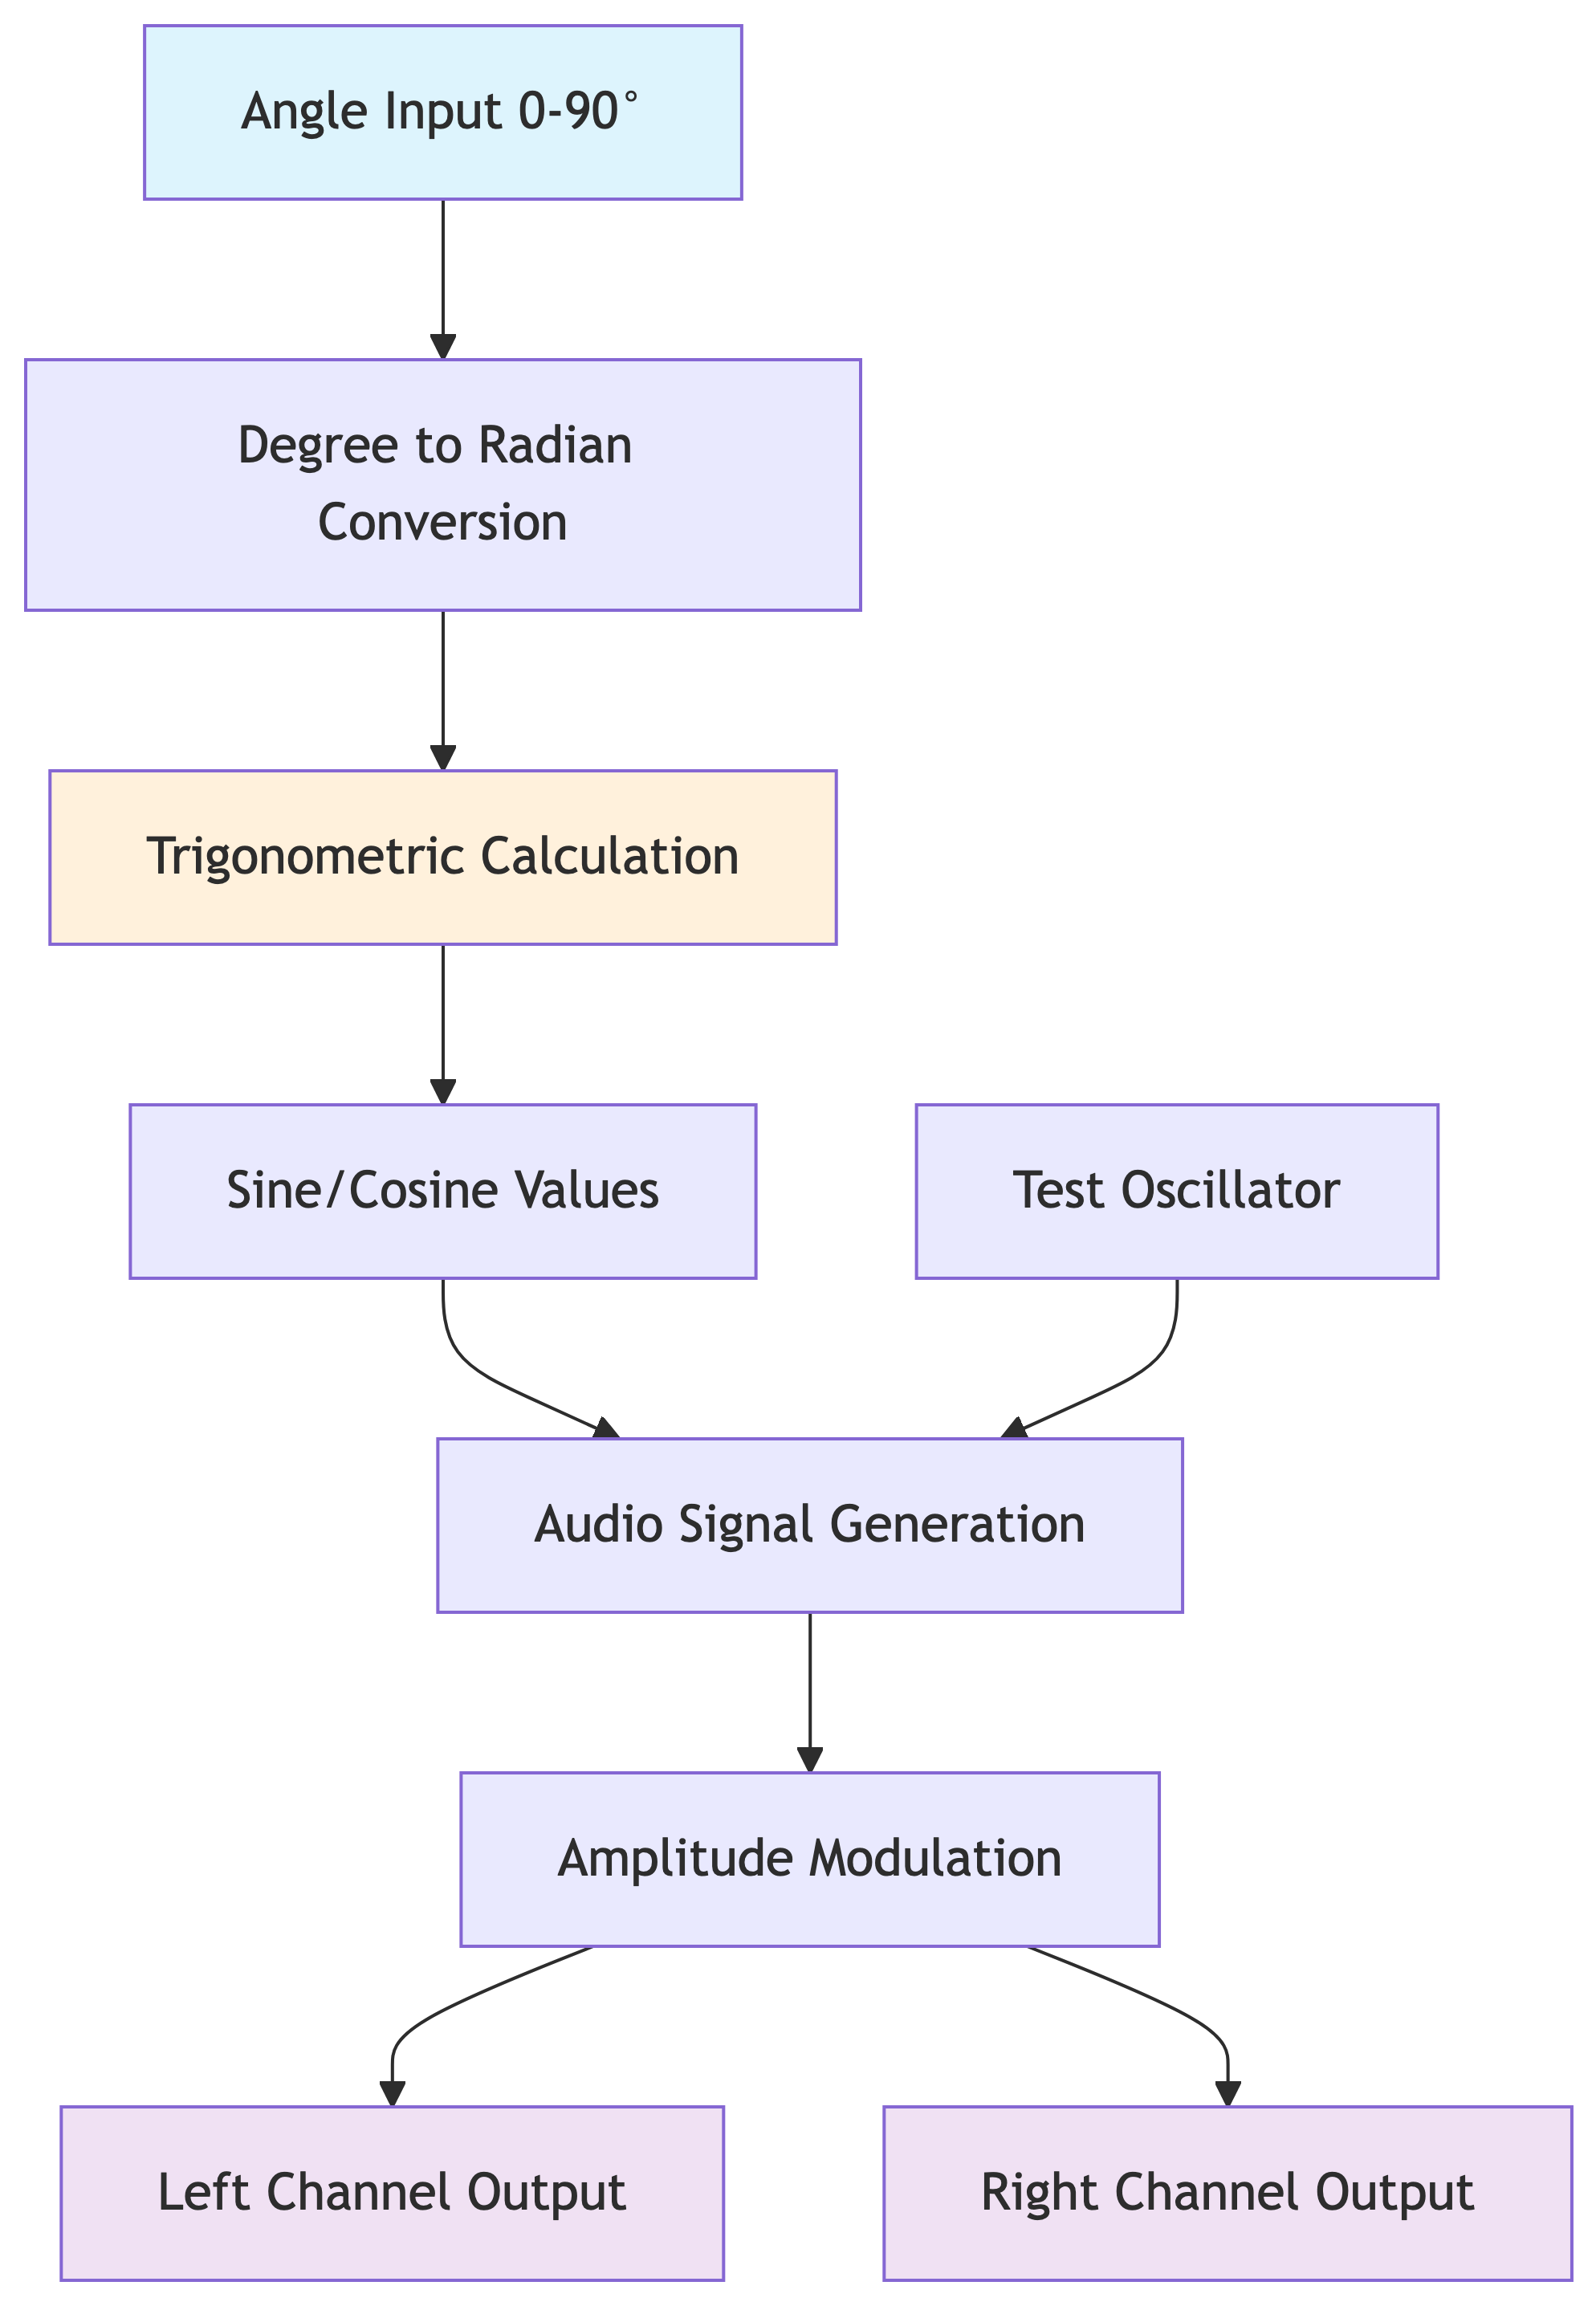 Angle Input 0-90°
Degree to Radian
Conversion
Trigonometric Calculation
Sine/Cosine Values
Test Oscillator
Audio Signal Generation
Amplitude Modulation
Left Channel Output
Right Channel Output